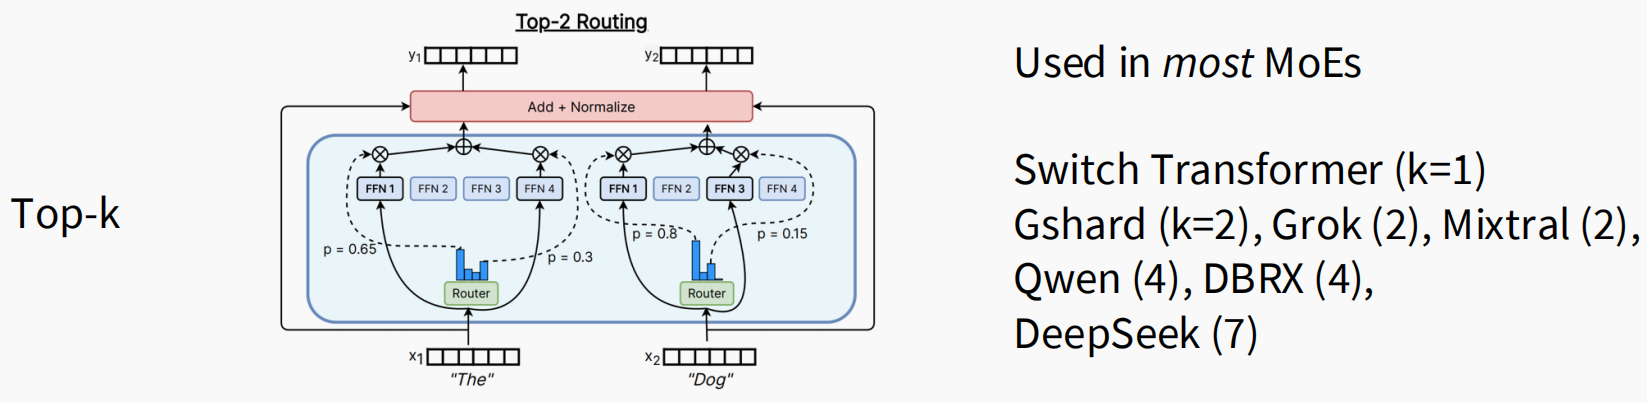 Top-k
Top-2 Routing
y1
y2
Add + Normalize
FFN 1
FFN 2
FFN 3
FFN 4
FFN 1
FFN 2
FFN 3
FFN 4
p = 0.65
p = 0.3
p = 0.8
p = 0.15
Router
Router
x1
x2
"The"
"Dog"
Used in most MoEs
Switch Transformer (k=1)
Gshard (k=2), Grok (2), Mixtral (2),
Qwen (4), DBRX (4),
DeepSeek (7)